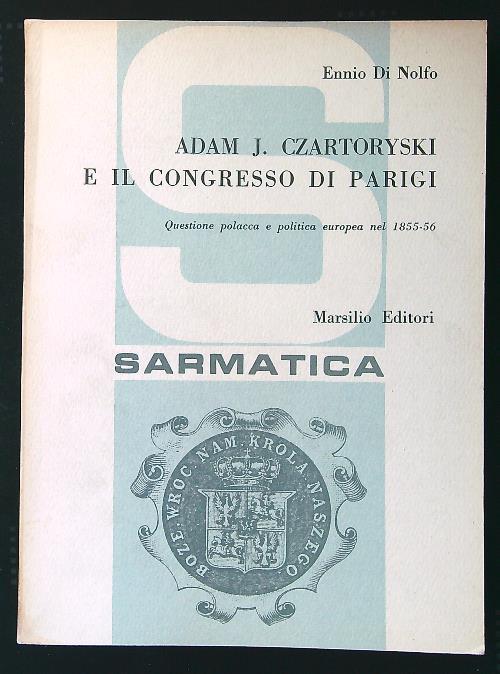 S
Ennio Di Nolfo
ADAM J. CZARTORYSKI
E IL CONGRESSO DI PARIGI
Questione polacca e politica europea nel 1855-56
Marsilio Editori
SARMATICA
BOZE·WROC·NAM·KROLA·NASZEGO